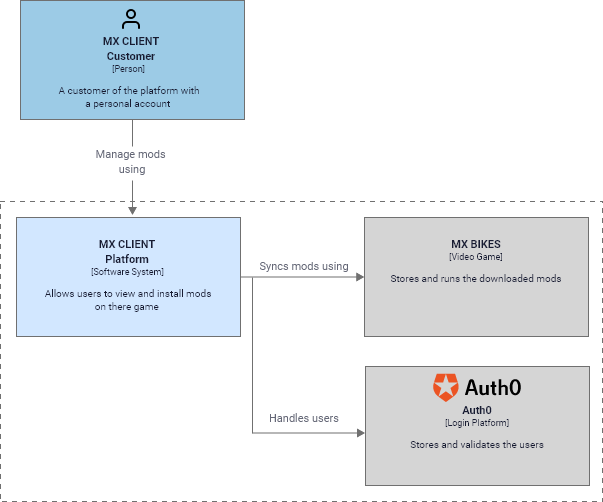 MX CLIENT
Customer
[Person]
A customer of the platform with
a personal account
Manage mods
using
MX CLIENT
Platform
[Software System]
Allows users to view and install mods
on there game
Syncs mods using
MX BIKES
[Video Game]
Stores and runs the downloaded mods
Handles users
Auth0
Auth0
[Login Platform]
Stores and validates the users